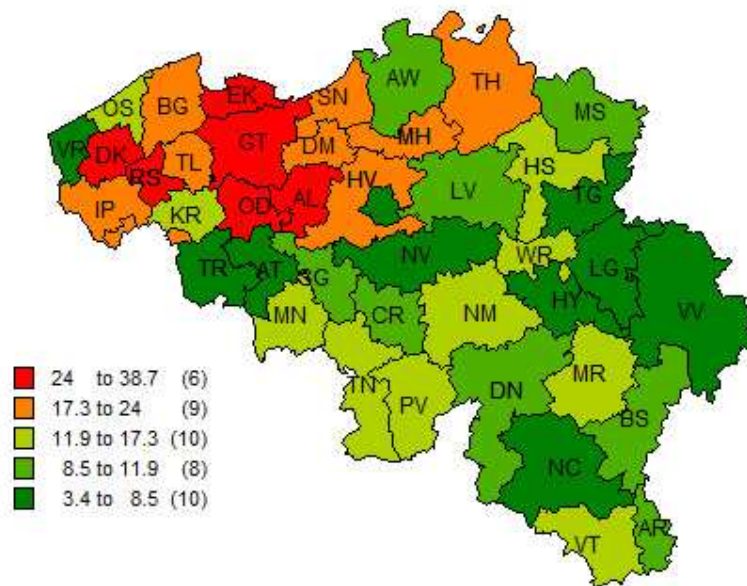 AW
TH
OS
BG
EK
SN
MS
VR
DK
GT
DM
MH
HS
RS
TL
HV
LV
TG
IP
KR
OD
AL
TR
AT
SG
NV
WR
LG
HY
VV
MN
CR
NM
MR
TN
PV
DN
BS
NC
VT
AR
24 to 38.7 (6)
17.3 to 24 (9)
11.9 to 17.3 (10)
8.5 to 11.9 (8)
3.4 to 8.5 (10)